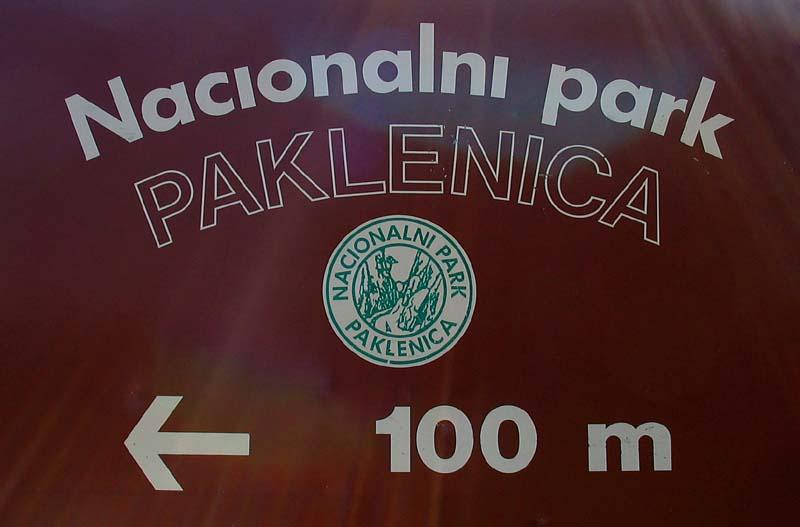 Nacionalni park
PAKLENICA
NACIONALNI PARK
PAKLENICA
← 100 m